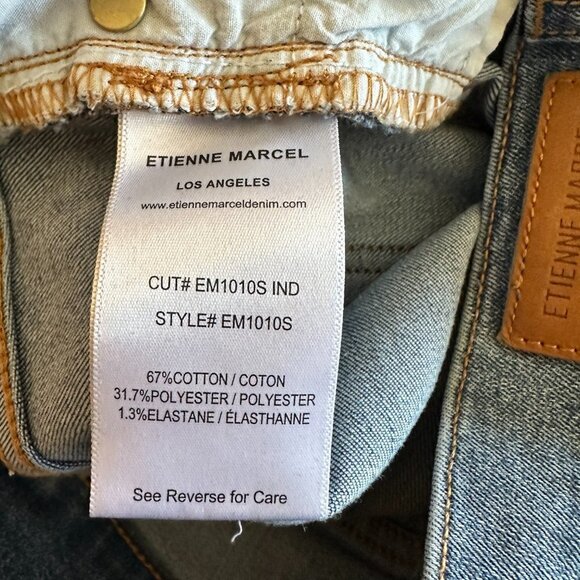 ETIENNE MARCEL
LOS ANGELES
www.etiennemarceldenim.com
CUT# EM1010S IND
STYLE# EM1010S
67%COTTON / COTON
31.7%POLYESTER / POLYESTER
1.3%ELASTANE / ÉLASTHANNE
See Reverse for Care
ETIENNE MAR